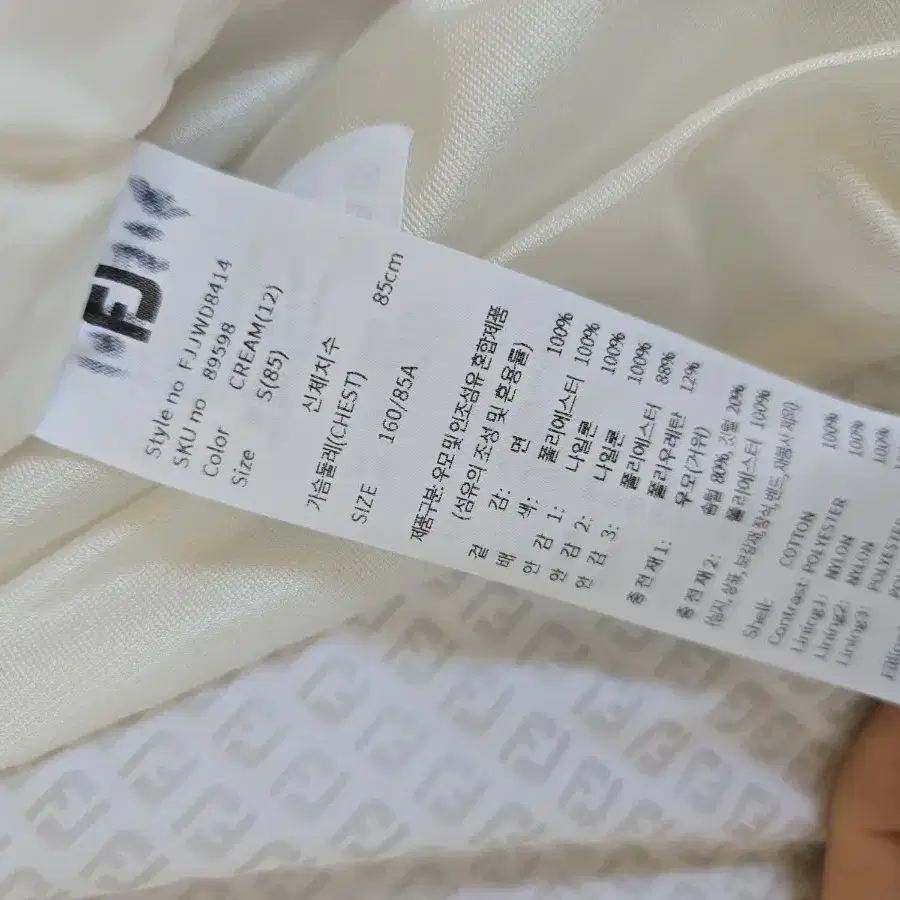 FJ
Style no FJJWD8414
SKU no 89598
Color CREAM(12)
Size S(85)
신체치수
가슴둘레(CHEST) 85cm
SIZE 160/85A
제품구분: 우모 및 인조섬유 혼합제품
(섬유의 조성 및 혼용률)
겉 감: 면 100%
배 색: 폴리에스터 100%
안 감 1: 나일론 100%
안 감 2: 나일론 100%
안 감 3: 폴리에스터 88%
폴리우레탄 12%
충 전 재 1: 우모(거위)
솜털 80%, 깃털 20%
충 전 재 2: 폴리에스터 100%
Shell: COTTON 100%
Contrast: POLYESTER 100%
Lining1: NYLON 100%
Lining2: NYLON
Lining3: POLYESTER